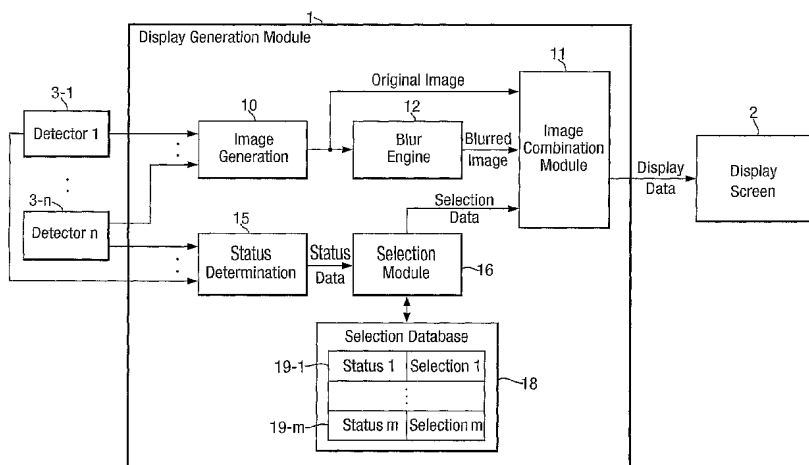 1
Display Generation Module
3-1
Detector 1
3-n
Detector n
10
Image
Generation
Original Image
12
Blur
Engine
Blurred
Image
11
Image
Combination
Module
Display
Data
2
Display
Screen
15
Status
Determination
Status
Data
Selection
Data
Selection
Module
16
Selection Database
19-1
Status 1
Selection 1
18
19-m
Status m
Selection m